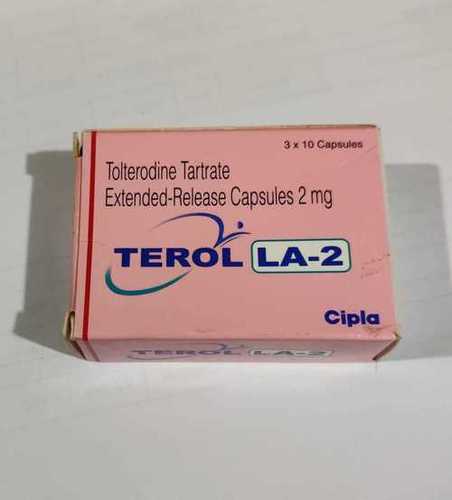 3 x 10 Capsules
Tolterodine Tartrate
Extended-Release Capsules 2 mg
TEROL LA-2
Cipla
TEROL LA-2